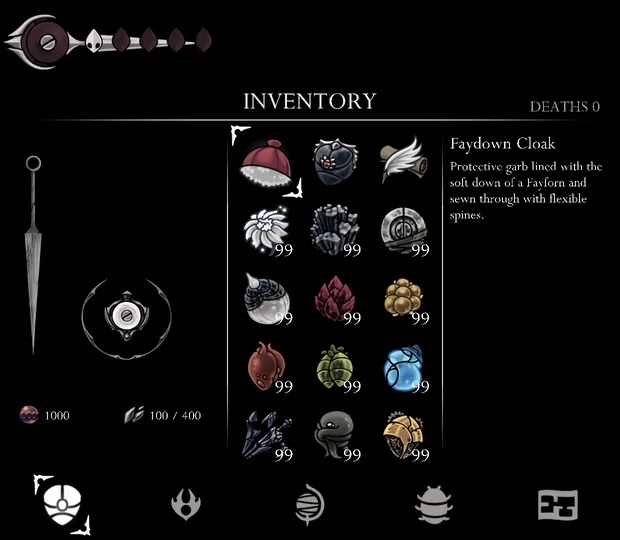 INVENTORY
DEATHS 0
Faydown Cloak
Protective garb lined with the
soft down of a Fayforn and
sewn through with flexible
spines.
99 99 99
99 99 99
99 99 99
99 99 99
1000
100 / 400